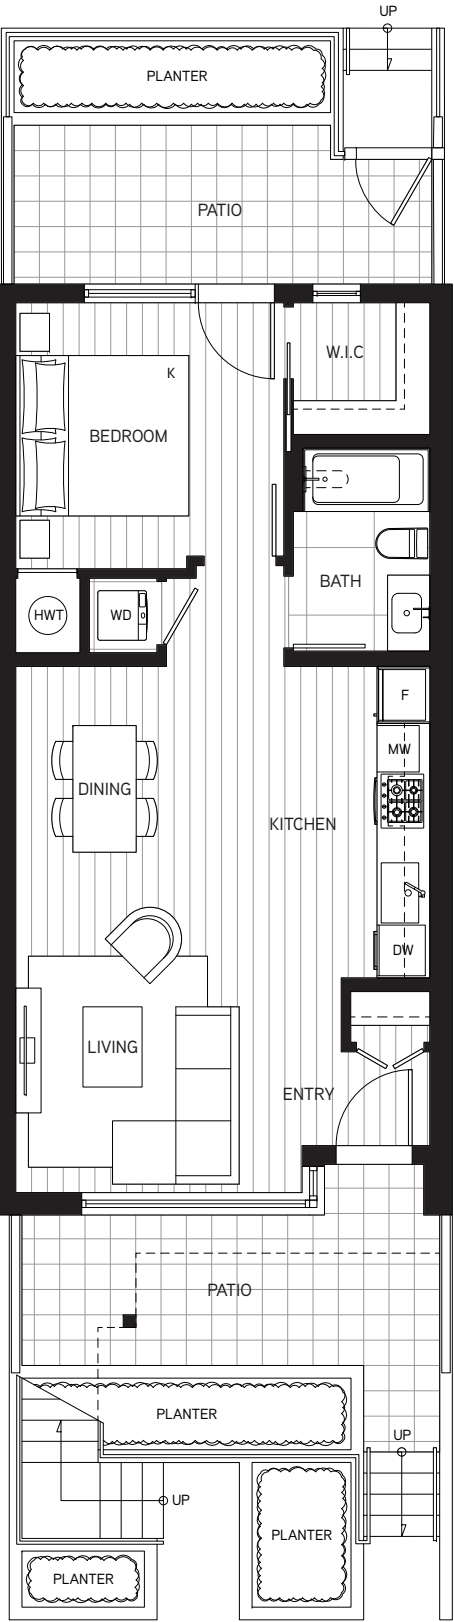 UP
PLANTER
PATIO
W.I.C
K
BEDROOM
BATH
HWT
WD
F
MW
DINING
KITCHEN
DW
LIVING
ENTRY
PATIO
PLANTER
UP
UP
PLANTER
PLANTER